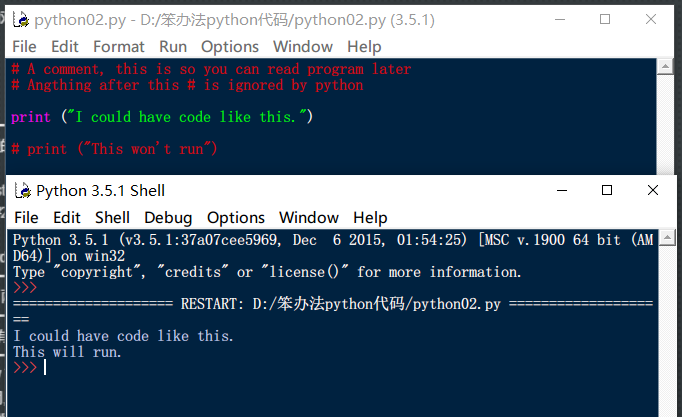 python02.py - D:/笨办法python代码/python02.py (3.5.1)
File Edit Format Run Options Window Help
# A comment, this is so you can read program later
# Angthing after this # is ignored by python
print ("I could have code like this.")
# print ("This won't run")
Python 3.5.1 Shell
File Edit Shell Debug Options Window Help
Python 3.5.1 (v3.5.1:37a07cee5969, Dec  6 2015, 01:54:25) [MSC v.1900 64 bit (AM
D64)] on win32
Type "copyright", "credits" or "license()" for more information.
>>>
==================== RESTART: D:/笨办法python代码/python02.py ==================
==
I could have code like this.
This will run.
>>>